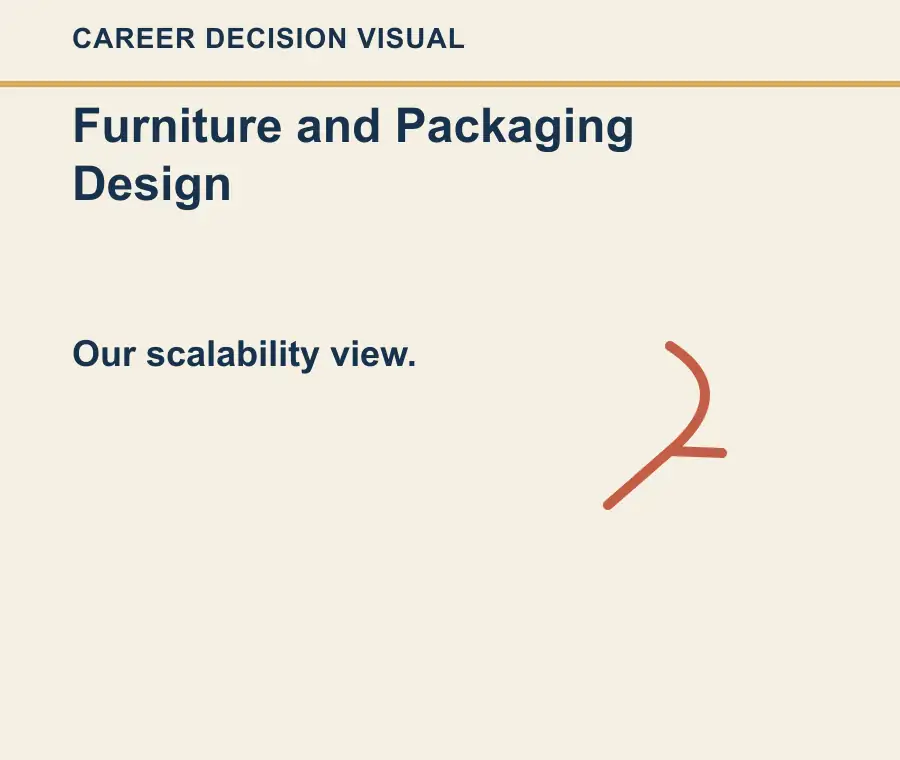 CAREER DECISION VISUAL
Furniture and Packaging
Design
Our scalability view.